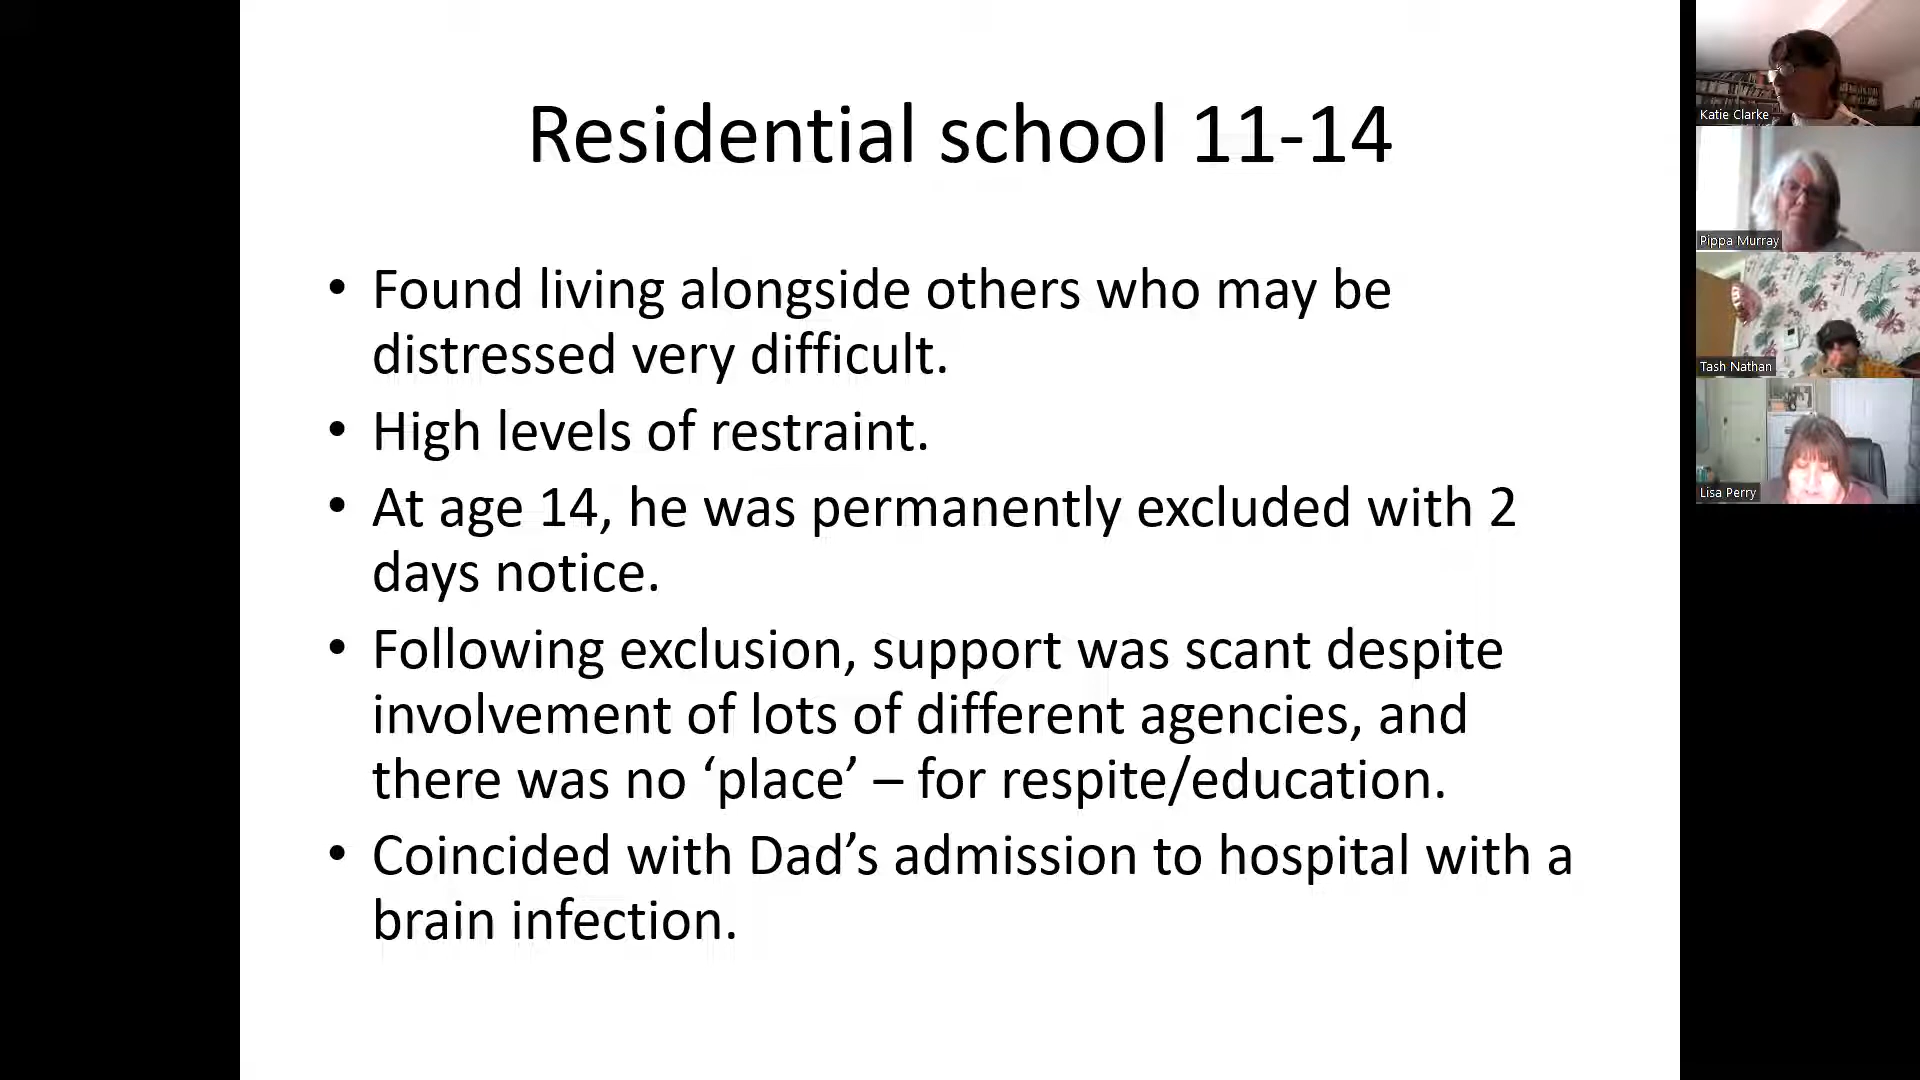 Residential school 11-14
• Found living alongside others who may be
distressed very difficult.
• High levels of restraint.
• At age 14, he was permanently excluded with 2
days notice.
• Following exclusion, support was scant despite
involvement of lots of different agencies, and
there was no ‘place’ – for respite/education.
• Coincided with Dad’s admission to hospital with a
brain infection.
Katie Clarke
Pippa Murray
Tash Nathan
Lisa Perry